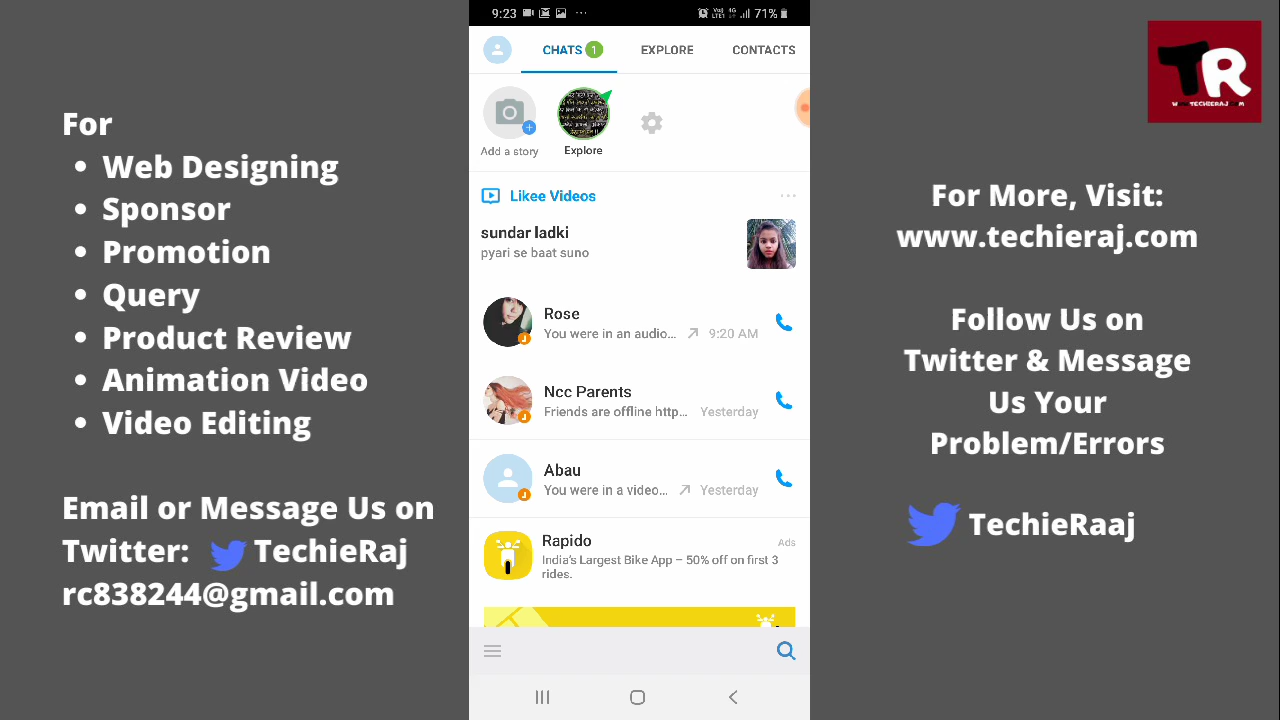 For
Web Designing
Sponsor
Promotion
Query
Product Review
Animation Video
Video Editing
Email or Message Us on
Twitter: TechieRaj
rc838244@gmail.com
9:23 ··· 4G 71%
CHATS 1 EXPLORE CONTACTS
Add a story
Explore
Likee Videos ···
sundar ladki
pyari se baat suno
Rose
You were in an audio... 9:20 AM
Ncc Parents
Friends are offline http... Yesterday
Abau
You were in a video... Yesterday
Rapido Ads
India's Largest Bike App – 50% off on first 3
rides.
TR
For More, Visit:
www.techieraj.com
Follow Us on
Twitter & Message
Us Your
Problem/Errors
TechieRaaj